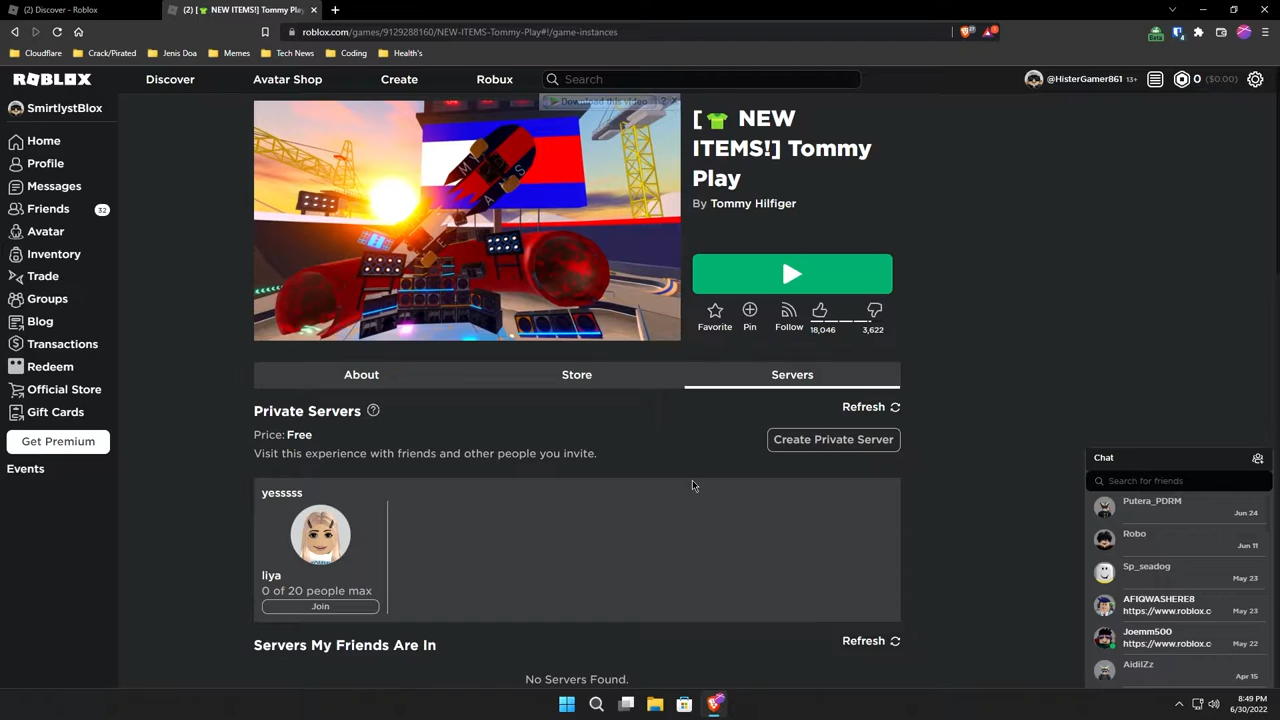 (2) Discover - Roblox
(2) [👕 NEW ITEMS!] Tommy Pla
roblox.com/games/9129288160/NEW-ITEMS-Tommy-Play#!/game-instances
Cloudflare
Crack/Pirated
Jenis Doa
Memes
Tech News
Coding
Health's
Beta
ROBLOX
Discover
Avatar Shop
Create
Robux
Search
@HisterGamer861 13+
0 ($0.00)
SmirtlystBlox
Home
Profile
Messages
Friends 32
Avatar
Inventory
Trade
Groups
Blog
Transactions
Redeem
Official Store
Gift Cards
Get Premium
Events
Download this video ? ×
[👕 NEW
ITEMS!] Tommy
Play
By Tommy Hilfiger
Favorite
Pin
Follow
18,046
3,622
About
Store
Servers
Private Servers
Refresh
Price: Free
Create Private Server
Visit this experience with friends and other people you invite.
yesssss
liya
0 of 20 people max
Join
Servers My Friends Are In
Refresh
No Servers Found.
Chat
Search for friends
Putera_PDRM
Jun 24
Robo
Jun 11
Sp_seadog
May 23
AFIQWASHERE8
https://www.roblox.c May 23
Joemm500
https://www.roblox.c May 22
AidilZz
Apr 15
8:49 PM
6/30/2022